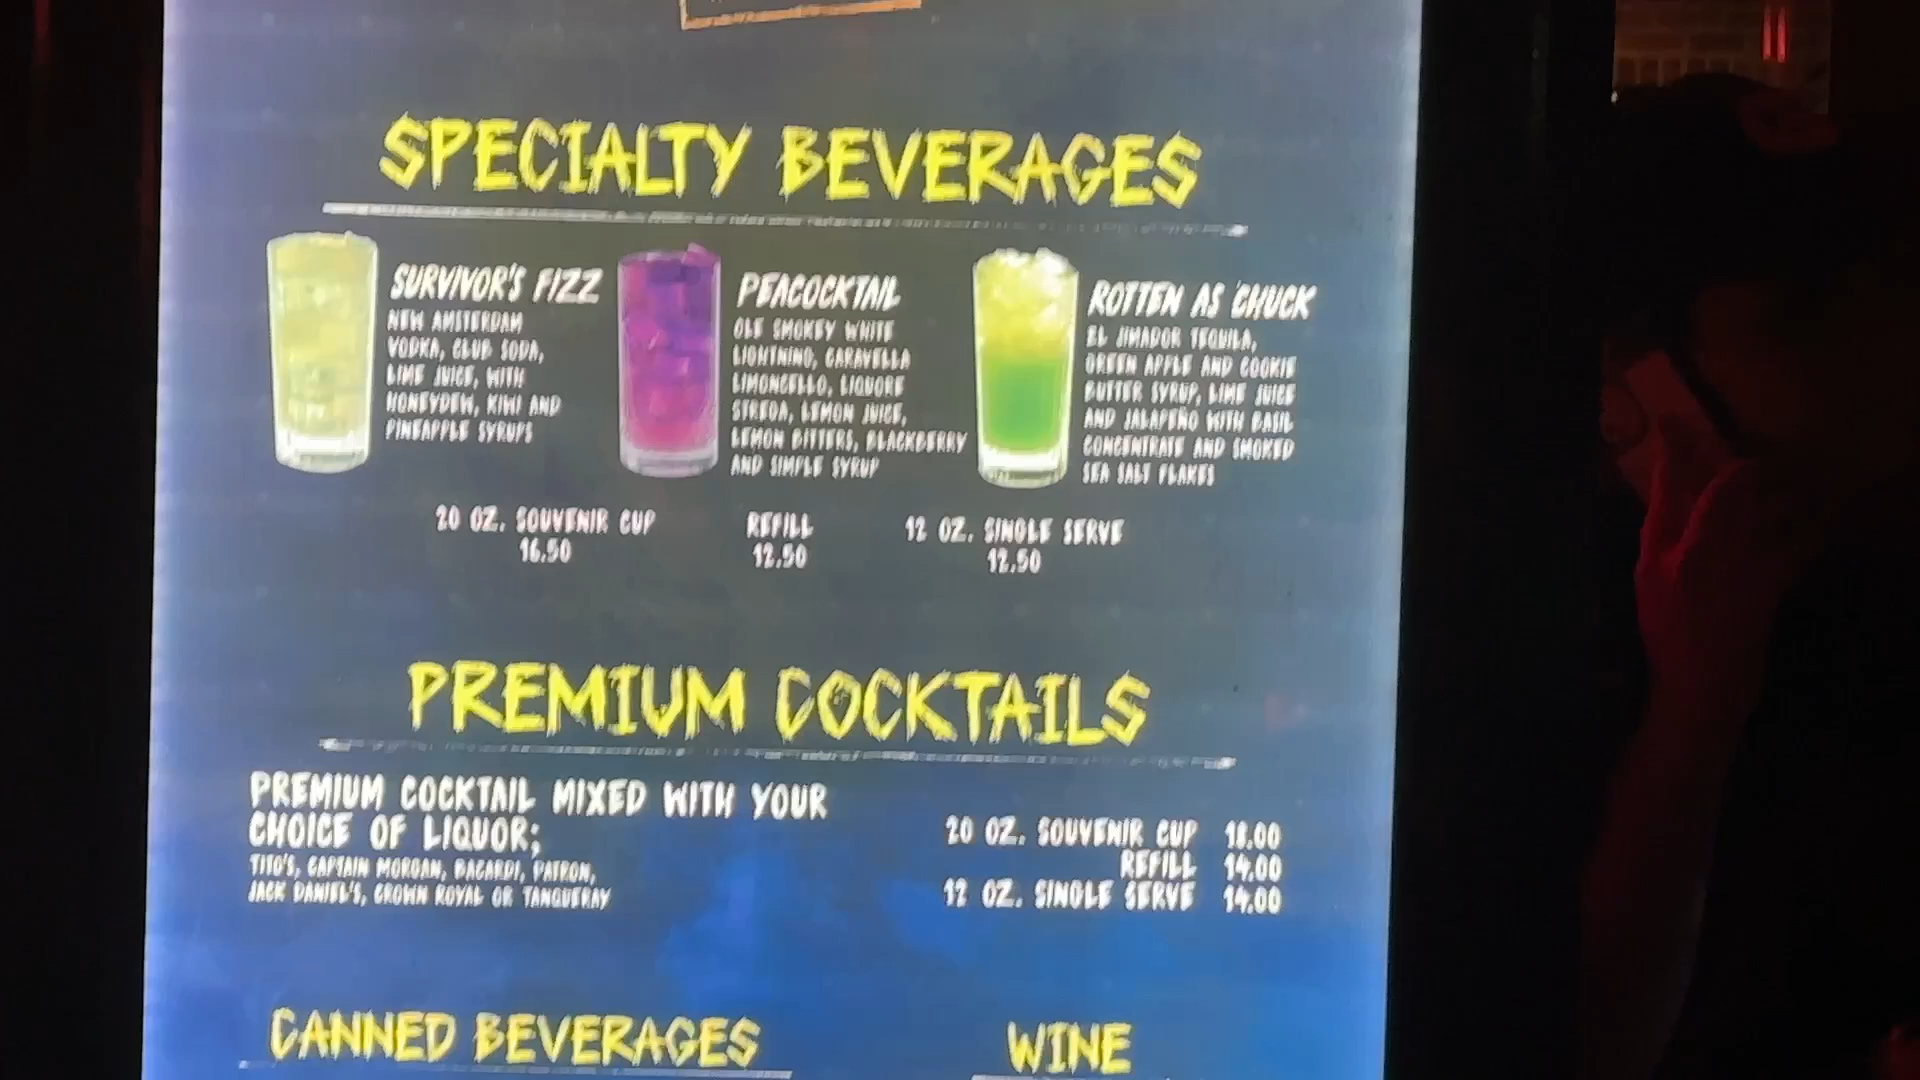 SPECIALTY BEVERAGES
SURVIVOR'S FIZZ
NEW AMSTERDAM
VODKA, CLUB SODA,
LIME JUICE, WITH
HONEYDEW, KIWI AND
PINEAPPLE SYRUPS
PEACOCKTAIL
OLE SMOKEY WHITE
LIGHTNING, CARAVELLA
LIMONCELLO, LIQUORE
STREGA, LEMON JUICE,
LEMON BITTERS, BLACKBERRY
AND SIMPLE SYRUP
ROTTEN AS CHUCK
EL JIMADOR TEQUILA,
GREEN APPLE AND COOKIE
BUTTER SYRUP, LIME JUICE
AND JALAPEÑO WITH BASIL
CONCENTRATE AND SMOKED
SEA SALT FLAKES
20 OZ. SOUVENIR CUP
16.50
REFILL
12.50
12 OZ. SINGLE SERVE
12.50
PREMIUM COCKTAILS
PREMIUM COCKTAIL MIXED WITH YOUR
CHOICE OF LIQUOR;
TITO'S, CAPTAIN MORGAN, BACARDI, PATRON,
JACK DANIEL'S, CROWN ROYAL OR TANQUERAY
20 OZ. SOUVENIR CUP 18.00
REFILL 14.00
12 OZ. SINGLE SERVE 14.00
CANNED BEVERAGES
WINE